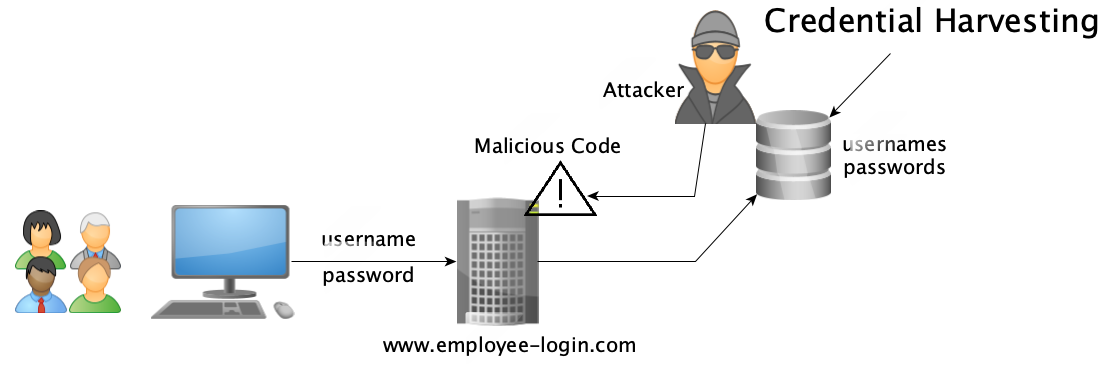 Credential Harvesting
Attacker
Malicious Code
usernames
passwords
username
password
www.employee-login.com